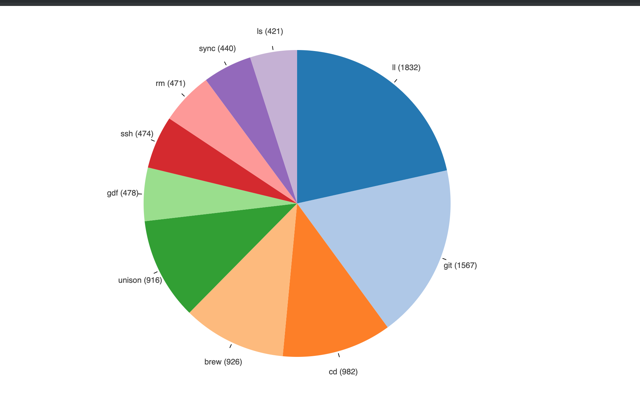 ls (421)
sync (440)
ll (1832)
rm (471)
ssh (474)
gdf (478)
git (1567)
unison (916)
brew (926)
cd (982)